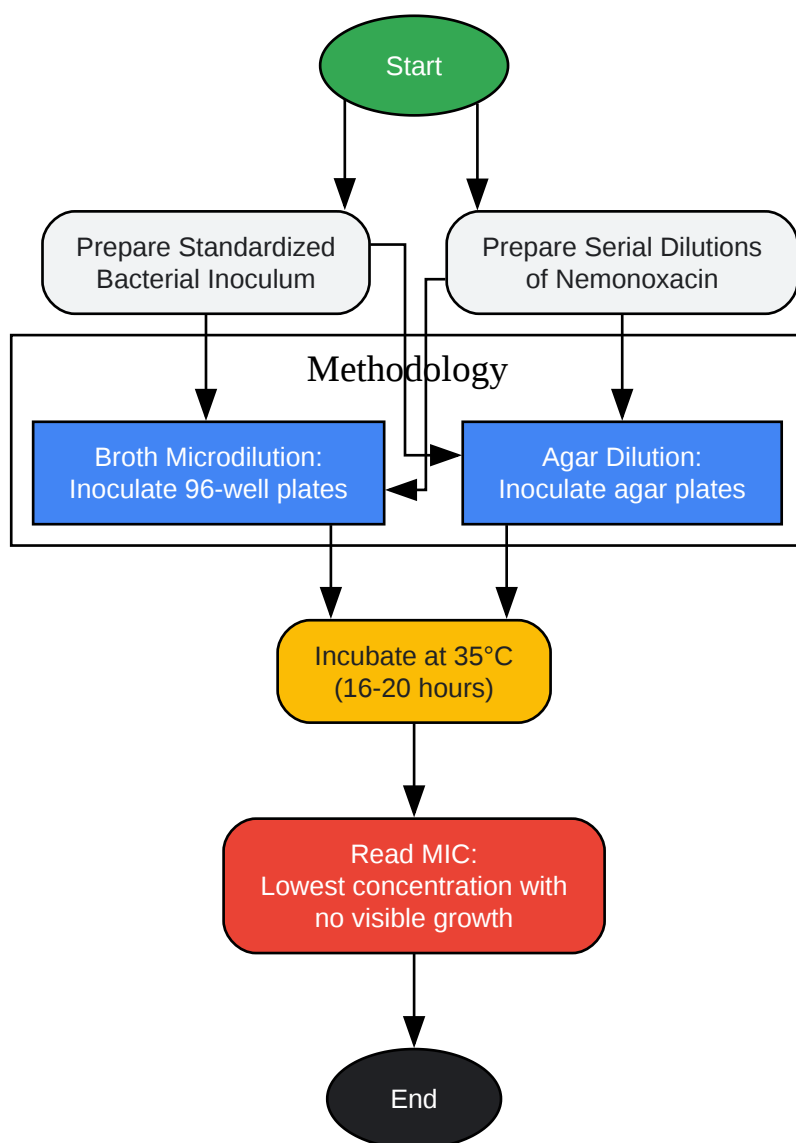 Start
Prepare Standardized
Bacterial Inoculum
Prepare Serial Dilutions
of Nemonoxacin
Methodology
Broth Microdilution:
Inoculate 96-well plates
Agar Dilution:
Inoculate agar plates
Incubate at 35°C
(16-20 hours)
Read MIC:
Lowest concentration with
no visible growth
End